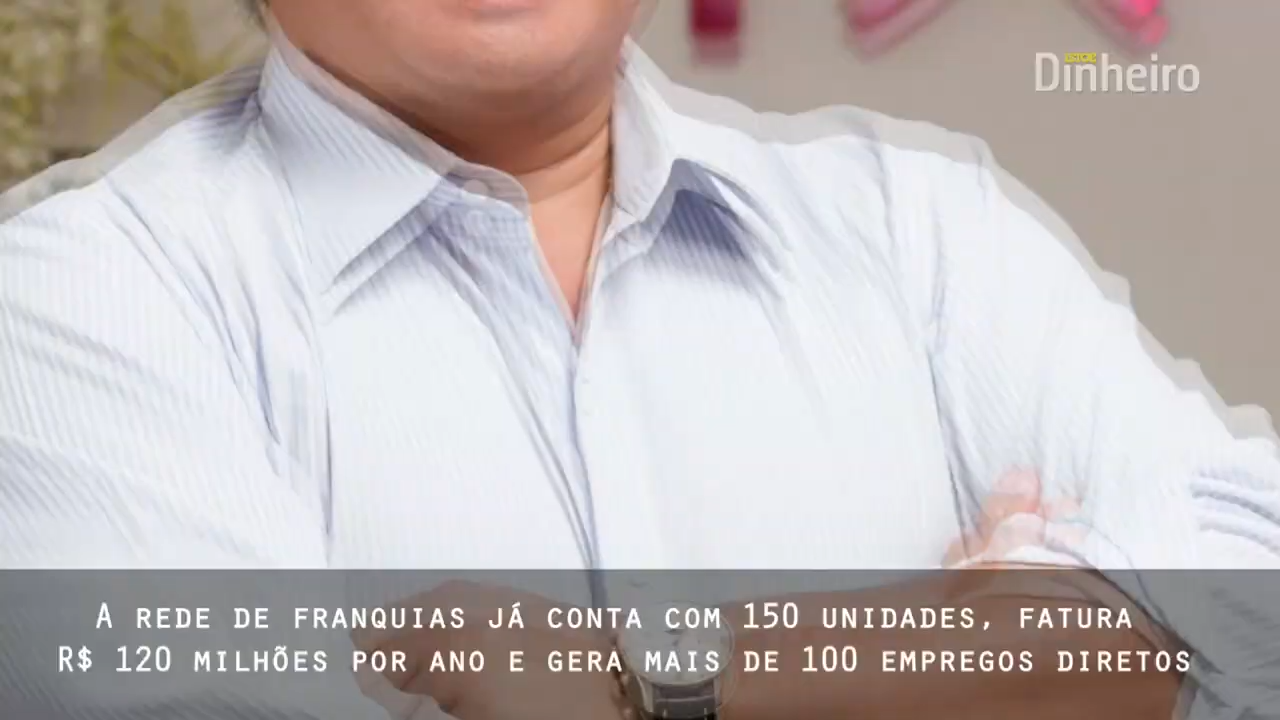 ISTOÉ
Dinheiro
A REDE DE FRANQUIAS JÁ CONTA COM 150 UNIDADES, FATURA
R$ 120 MILHÕES POR ANO E GERA MAIS DE 100 EMPREGOS DIRETOS